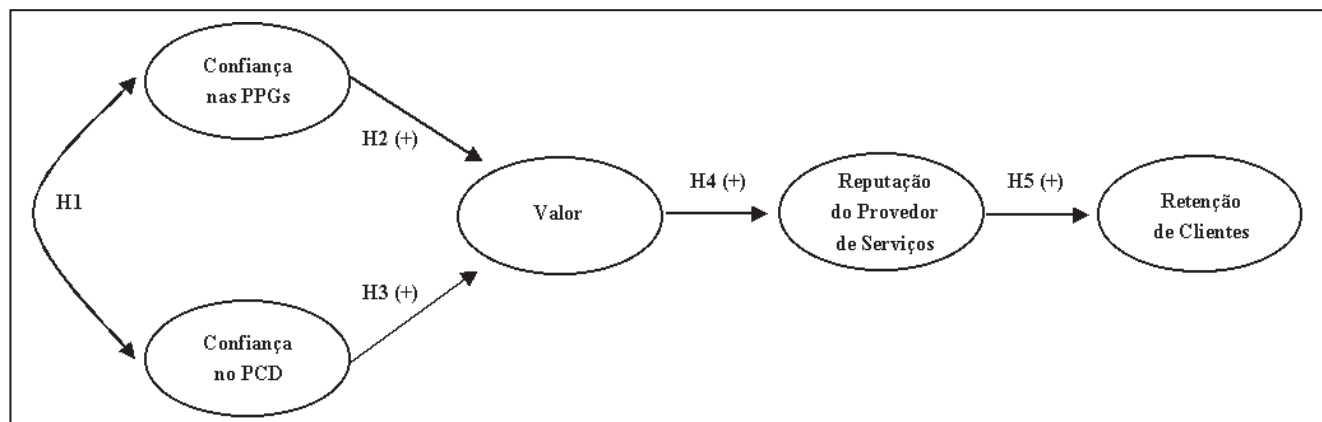 Confiança
nas PPGs
H2 (+)
H1
Valor
H4 (+)
Reputação
do Provedor
de Serviços
H5 (+)
Retenção
de Clientes
H3 (+)
Confiança
no PCD